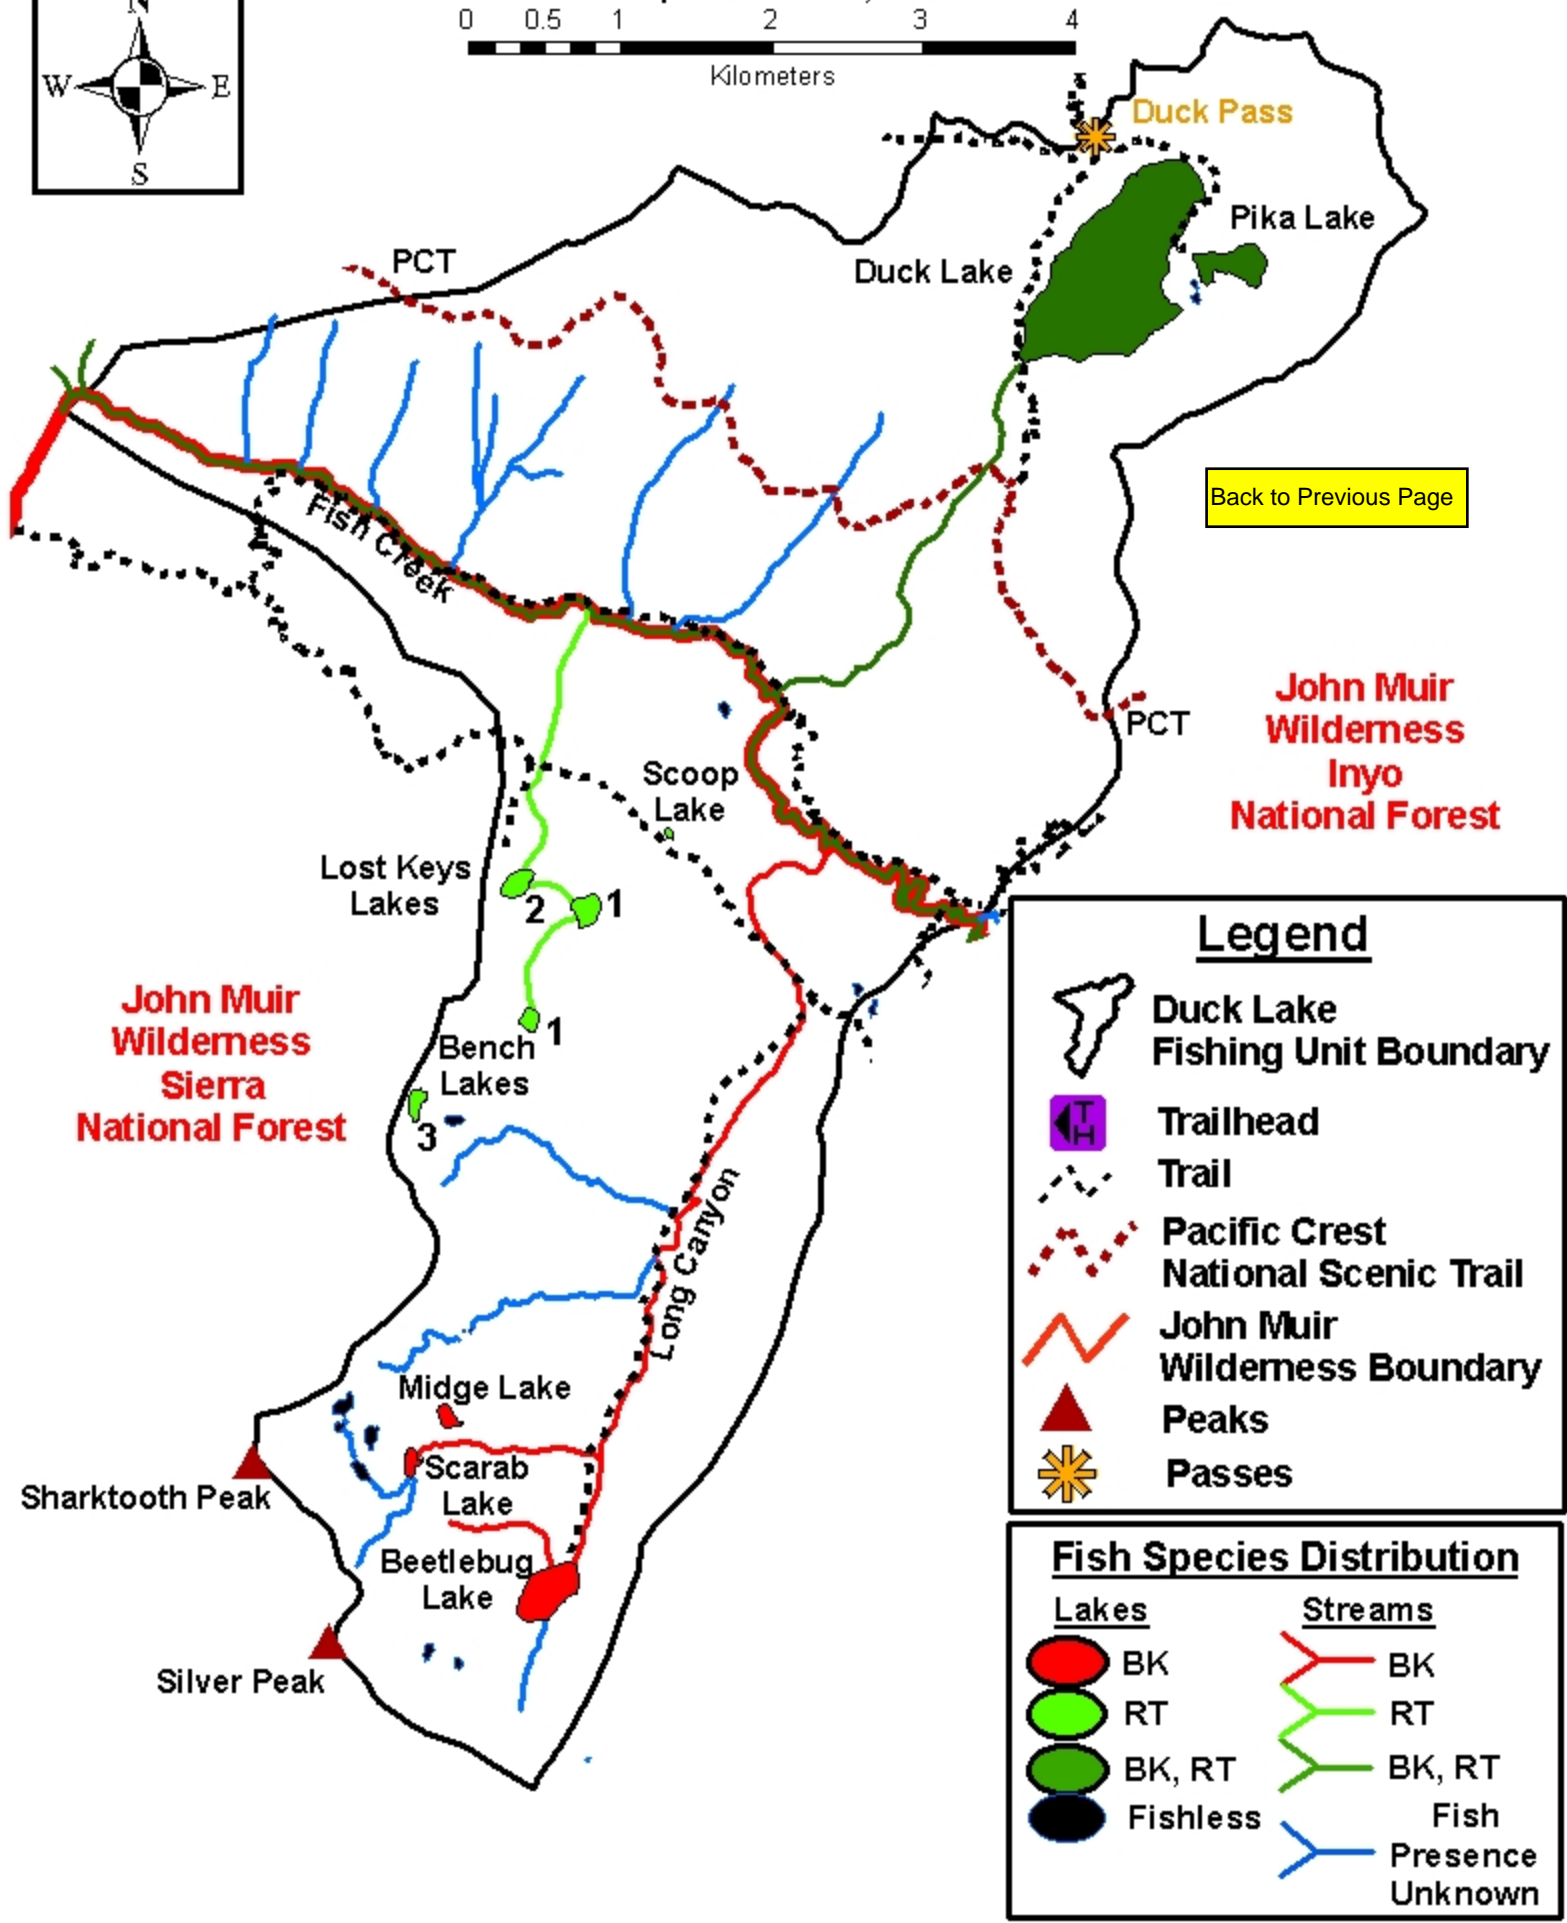 N
W
E
S
0 0.5 1 2 3 4
Kilometers
Duck Pass
Pika Lake
Duck Lake
PCT
Back to Previous Page
Fish Creek
John Muir
Wilderness
Inyo
National Forest
PCT
Scoop
Lake
Lost Keys
Lakes
2
1
John Muir
Wilderness
Sierra
National Forest
1
Bench
Lakes
3
Long Canyon
Midge Lake
Scarab
Lake
Sharktooth Peak
Beetlebug
Lake
Silver Peak
Legend
Duck Lake
Fishing Unit Boundary
TH
Trailhead
Trail
Pacific Crest
National Scenic Trail
John Muir
Wilderness Boundary
Peaks
Passes
Fish Species Distribution
Lakes Streams
BK BK
RT RT
BK, RT BK, RT
Fishless Fish
Presence
Unknown